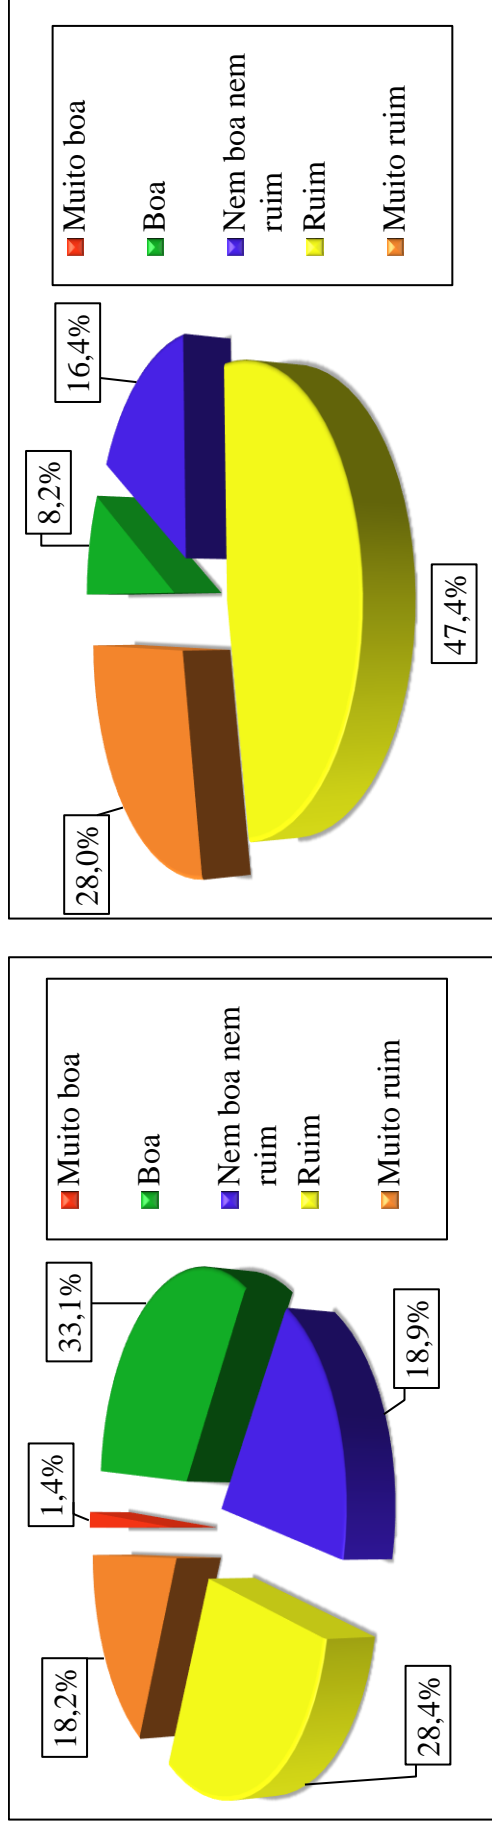 28,0%
8,2%
16,4%
47,4%
Muito boa
Boa
Nem boa nem
ruim
Ruim
Muito ruim
18,2%
1,4%
33,1%
28,4%
18,9%
Muito boa
Boa
Nem boa nem
ruim
Ruim
Muito ruim